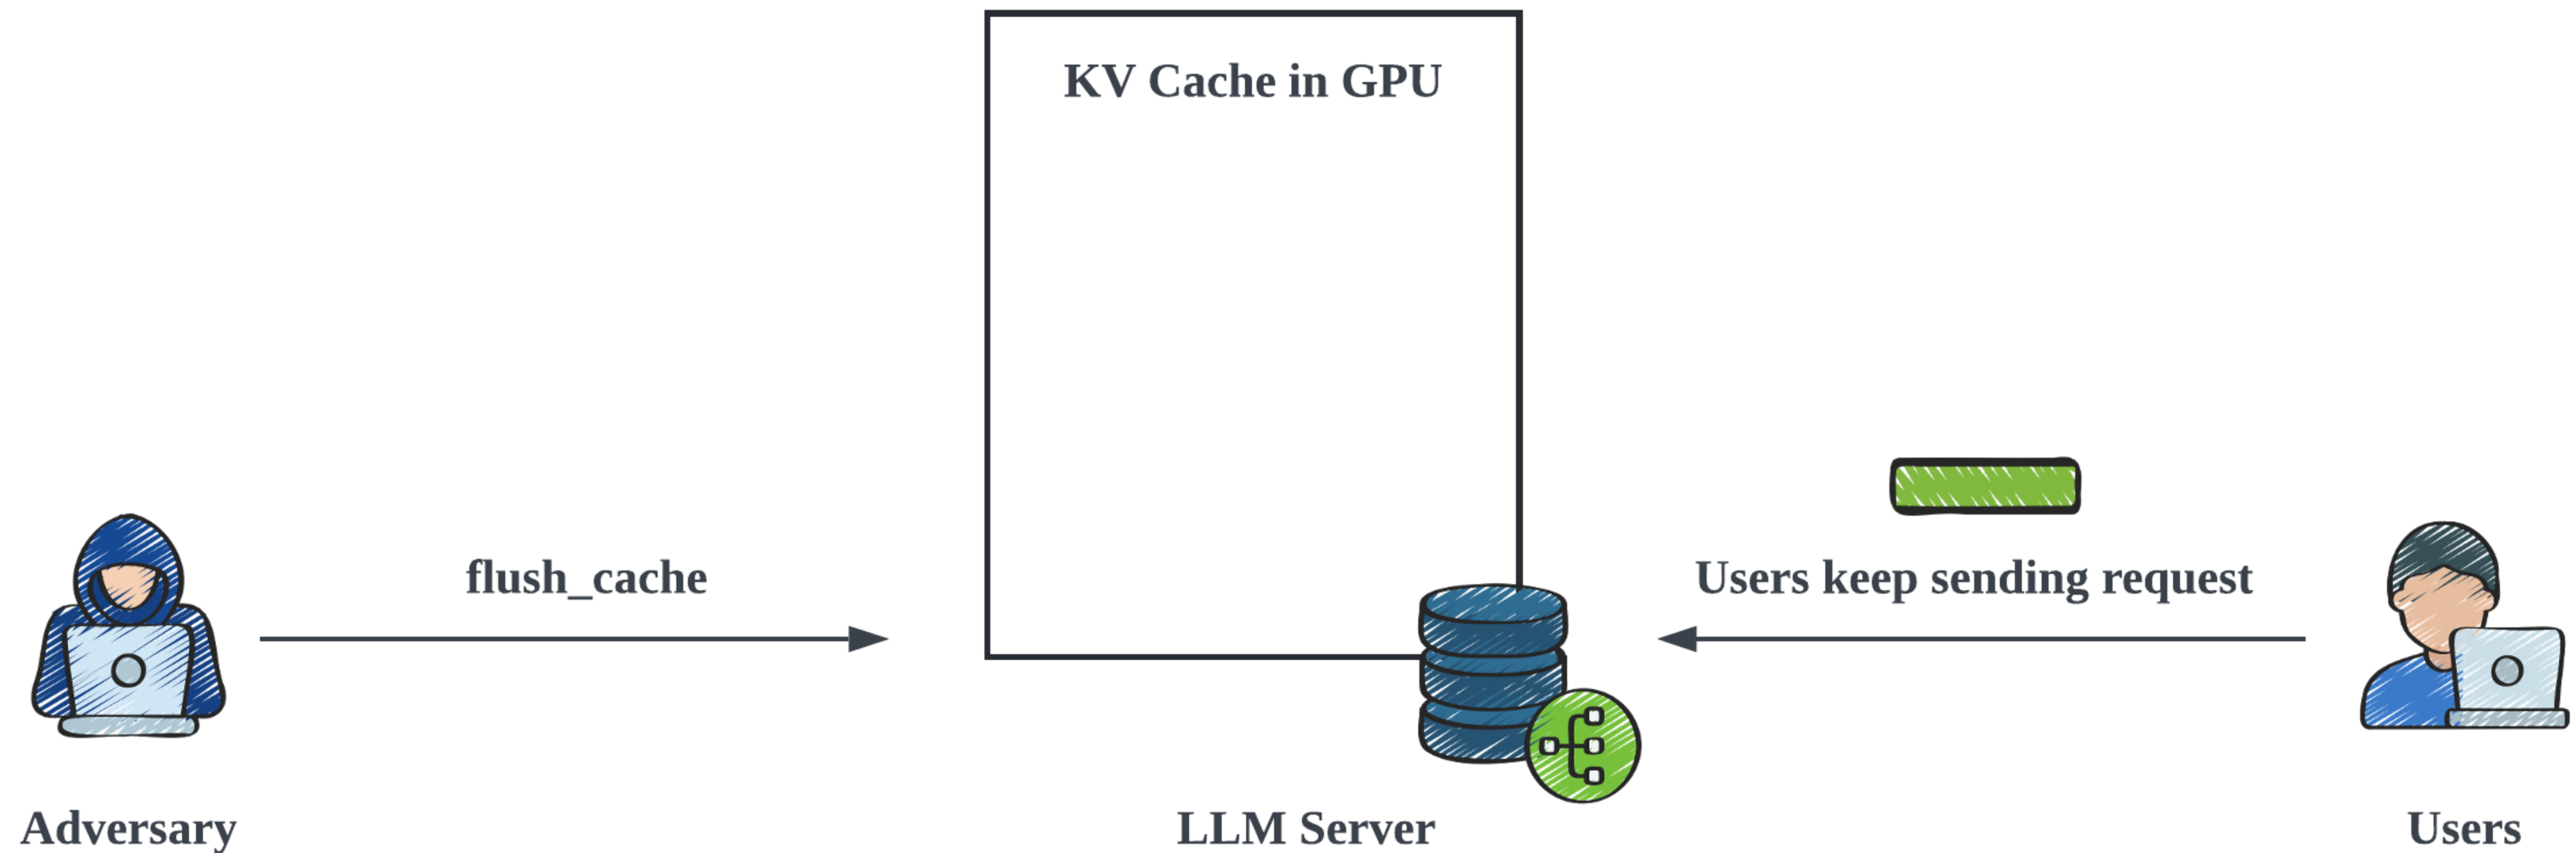 KV Cache in GPU
flush_cache
Users keep sending request
Adversary
LLM Server
Users